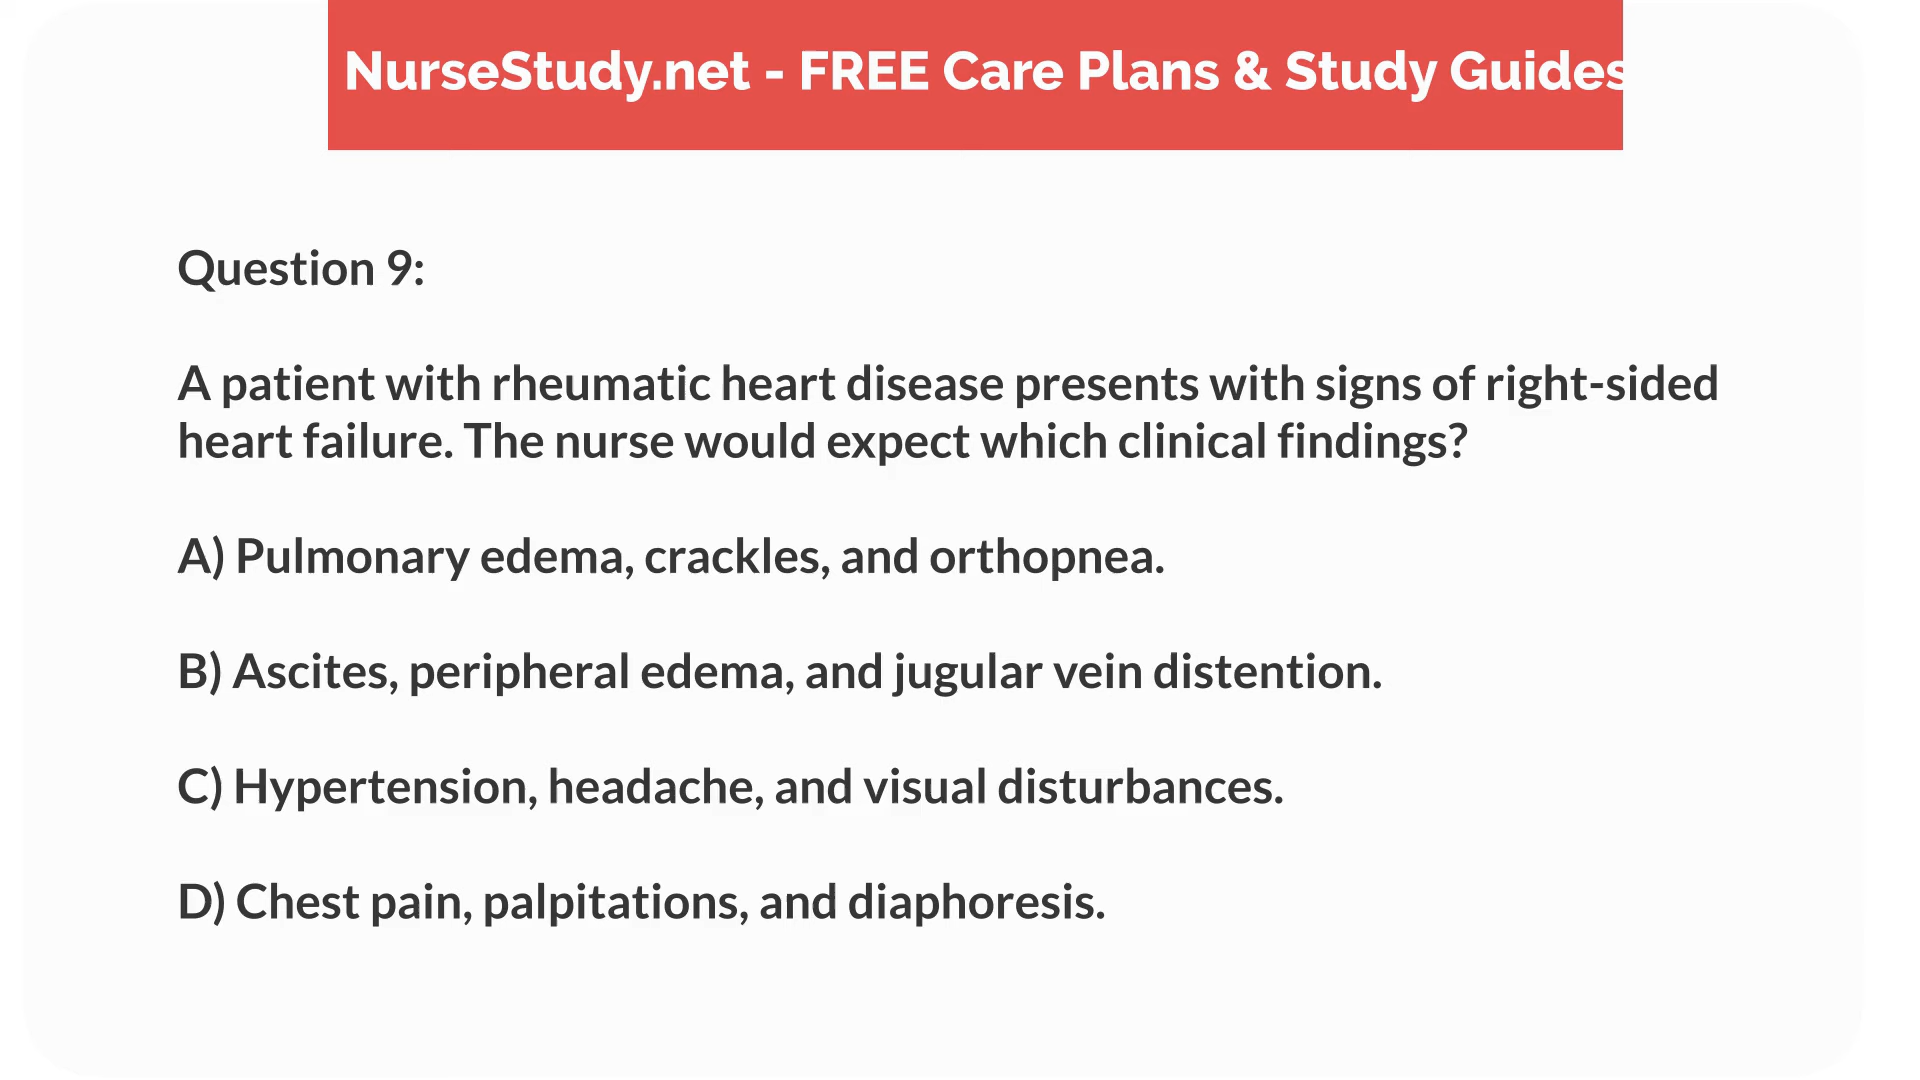 NurseStudy.net - FREE Care Plans & Study Guides
Question 9:
A patient with rheumatic heart disease presents with signs of right-sided
heart failure. The nurse would expect which clinical findings?
A) Pulmonary edema, crackles, and orthopnea.
B) Ascites, peripheral edema, and jugular vein distention.
C) Hypertension, headache, and visual disturbances.
D) Chest pain, palpitations, and diaphoresis.